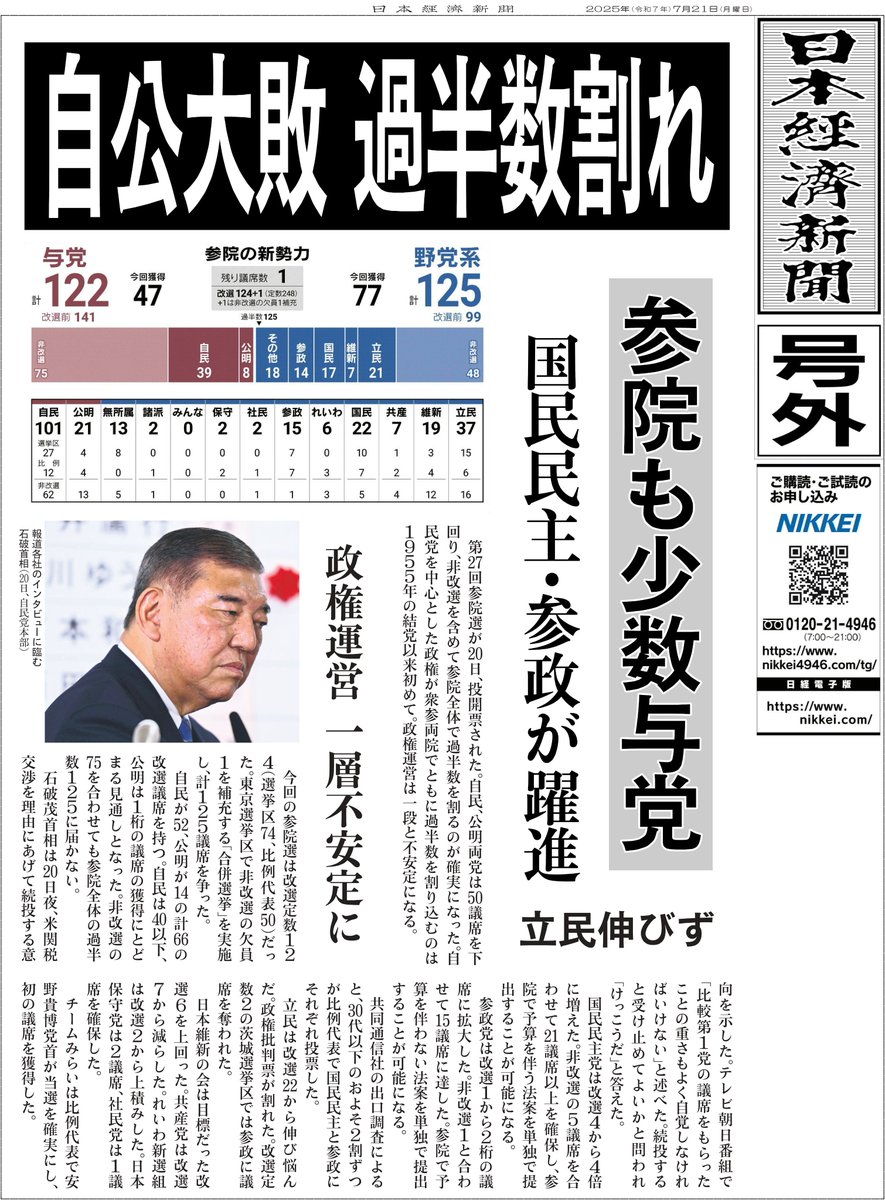 日本経済新聞
2025年(令和7年)7月21日(月曜日)
日本經濟新聞
号外
ご購読・ご試読の
お申し込み
NIKKEI
0120-21-4946
(7:00〜21:00)
https://www.
nikkei4946.com/tg/
日経電子版
https://www.
nikkei.com/
自公大敗 過半数割れ
与党
計122
改選前 141
今回獲得
47
参院の新勢力
残り議席数 1
改選124+1(定数248)
+1は非改選の欠員1補充
過半数125
今回獲得
77
野党系
計125
改選前 99
非改選 75
自民 39
公明 8
その他 18
参政 14
国民 17
維新 7
立民 21
非改選 48
自民 公明 無所属 諸派 みんな 保守 社民 参政 れいわ 国民 共産 維新 立民
101 21 13 2 0 2 2 15 6 22 7 19 37
選挙区 27 4 8 0 0 0 0 7 0 10 1 3 15
比例 12 4 0 1 0 2 1 7 3 7 2 4 6
非改選 62 13 5 1 0 0 1 1 3 5 4 12 16
参院も少数与党
国民民主・参政が躍進
立民伸びず
政権運営 一層不安定に
報道各社のインタビューに臨む
石破首相(20日、自民党本部)
第27回参院選が20日、投開票された。自民、公明両党は50議席を下
回り、非改選を含めて参院全体で過半数を割るのが確実になった。自
民党を中心とした政権が衆参両院でともに過半数を割り込むのは
1955年の結党以来初めて。政権運営は一段と不安定になる。
今回の参院選は改選定数12
4(選挙区74、比例代表50)だっ
た。東京選挙区で非改選の欠員
1を補充する「合併選挙」を実施
し、計125議席を争った。
自民が52、公明が14の計66の
改選議席を持つ。自民は40以下、
公明は1桁の議席の獲得にとど
まる見通しとなった。非改選の
75を合わせても参院全体の過半
数125に届かない。
石破茂首相は20日夜、米関税
交渉を理由にあげて続投する意
向を示した。テレビ朝日番組で
「比較第1党の議席をもらった
ことの重さもよく自覚しなけれ
ばいけない」と述べた。続投する
と受け止めてよいかと問われ
「けっこうだ」と答えた。
国民民主党は改選4から4倍
に増えた。非改選の5議席を合
わせて21議席以上を確保し、参
院で予算を伴う法案を単独で提
出することが可能になる。
参政党は改選1から2桁の議
席に拡大した。非改選1と合わ
せて15議席に達した。参院で予
算を伴わない法案を単独で提出
することが可能になる。
共同通信社の出口調査による
と、30代以下のおよそ2割ずつ
が比例代表で国民民主と参政に
それぞれ投票した。
立民は改選22から伸び悩ん
だ。政権批判票が割れた。改選定
数2の茨城選挙区では参政に議
席を奪われた。
日本維新の会は目標だった改
選6を上回った。共産党は改選
7から減らした。れいわ新選組
は改選2から上積みした。日本
保守党は2議席、社民党は1議
席を確保した。
チームみらいは比例代表で安
野貴博党首が当選を確実にし、
初の議席を獲得した。